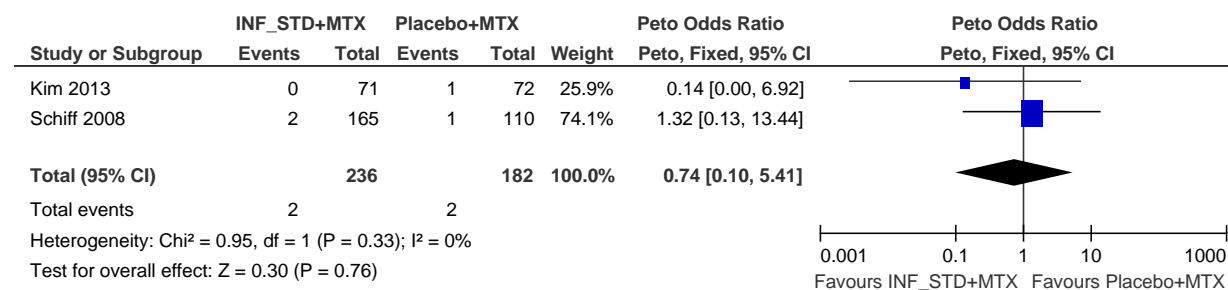 INF_STD+MTX Placebo+MTX Peto Odds Ratio Peto Odds Ratio
Study or Subgroup Events Total Events Total Weight Peto, Fixed, 95% CI Peto, Fixed, 95% CI
Kim 2013 0 71 1 72 25.9% 0.14 [0.00, 6.92]
Schiff 2008 2 165 1 110 74.1% 1.32 [0.13, 13.44]
Total (95% CI) 236 182 100.0% 0.74 [0.10, 5.41]
Total events 2 2
Heterogeneity: Chi² = 0.95, df = 1 (P = 0.33); I² = 0%
Test for overall effect: Z = 0.30 (P = 0.76)
0.001 0.1 1 10 1000
Favours INF_STD+MTX Favours Placebo+MTX